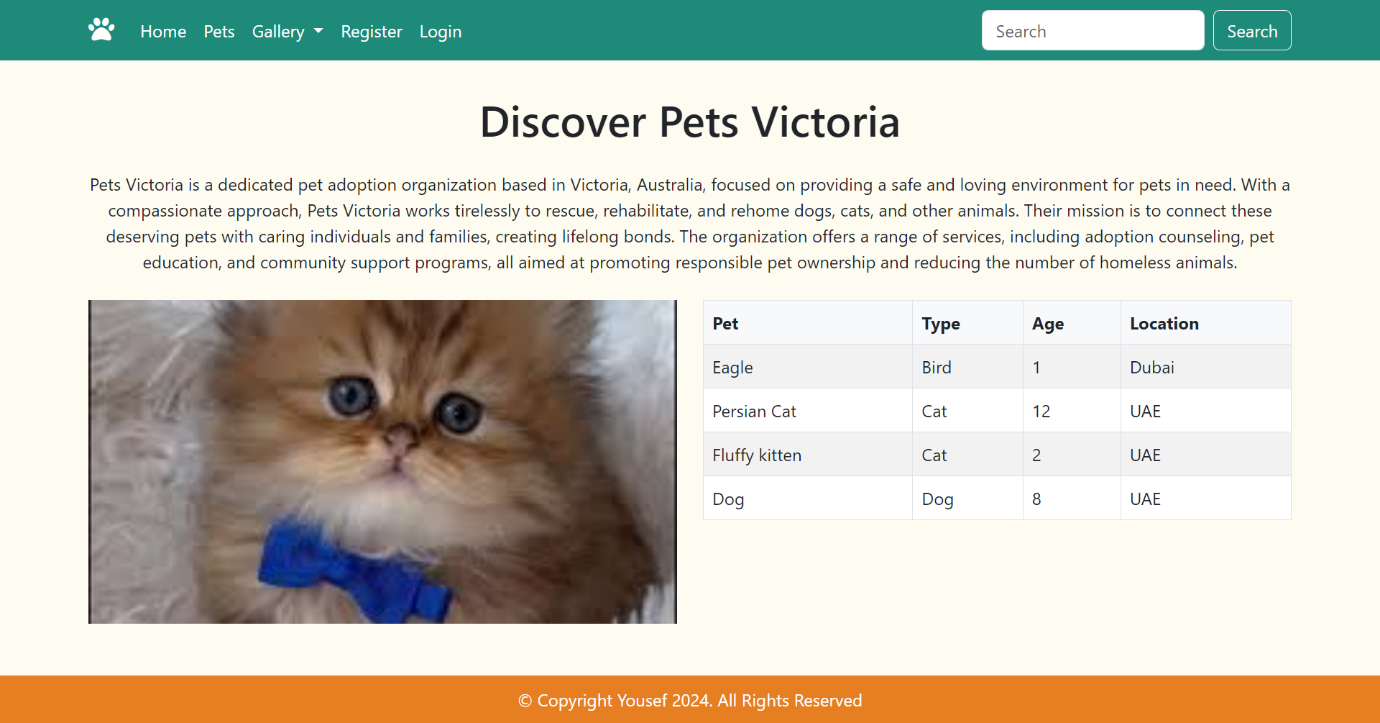 Home Pets Gallery Register Login Search Search
Discover Pets Victoria
Pets Victoria is a dedicated pet adoption organization based in Victoria, Australia, focused on providing a safe and loving environment for pets in need. With a
compassionate approach, Pets Victoria works tirelessly to rescue, rehabilitate, and rehome dogs, cats, and other animals. Their mission is to connect these
deserving pets with caring individuals and families, creating lifelong bonds. The organization offers a range of services, including adoption counseling, pet
education, and community support programs, all aimed at promoting responsible pet ownership and reducing the number of homeless animals.
Pet Type Age Location
Eagle Bird 1 Dubai
Persian Cat Cat 12 UAE
Fluffy kitten Cat 2 UAE
Dog Dog 8 UAE
© Copyright Yousef 2024. All Rights Reserved